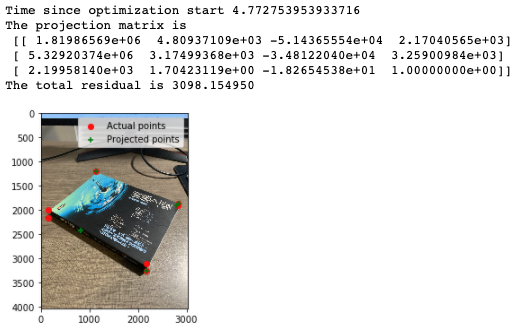 Time since optimization start 4.772753953933716
The projection matrix is
[[ 1.81986569e+06 4.80937109e+03 -5.14365554e+04 2.17040565e+03]
[ 5.32920374e+06 3.17499368e+03 -3.48122040e+04 3.25900984e+03]
[ 2.19958140e+03 1.70423119e+00 -1.82654538e+01 1.00000000e+00]]
The total residual is 3098.154950
0
500
1000
1500
2000
2500
3000
3500
4000
Actual points
Projected points
0 1000 2000 3000